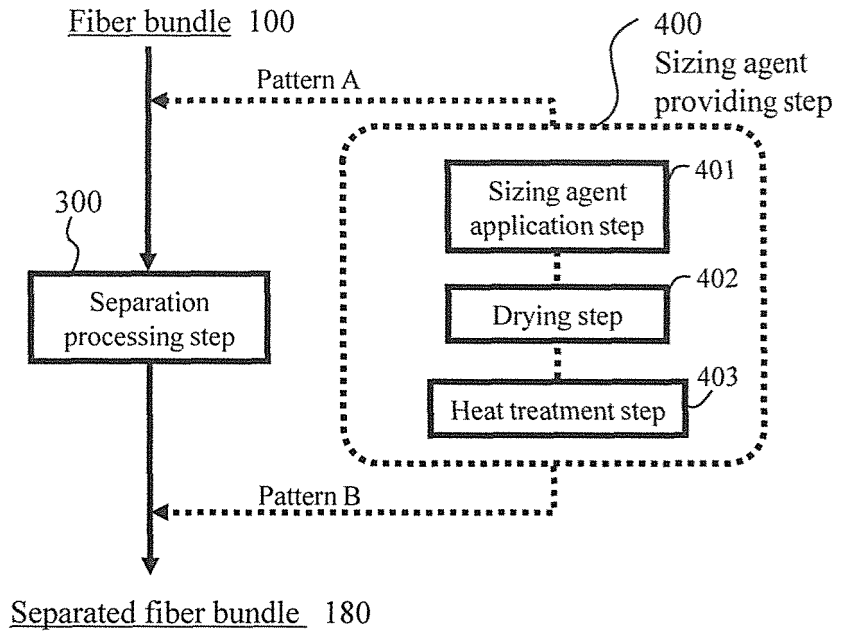 Fiber bundle 100
400
Sizing agent
providing step
Pattern A
401
Sizing agent
application step
300
Separation
processing step
402
Drying step
403
Heat treatment step
Pattern B
Separated fiber bundle 180